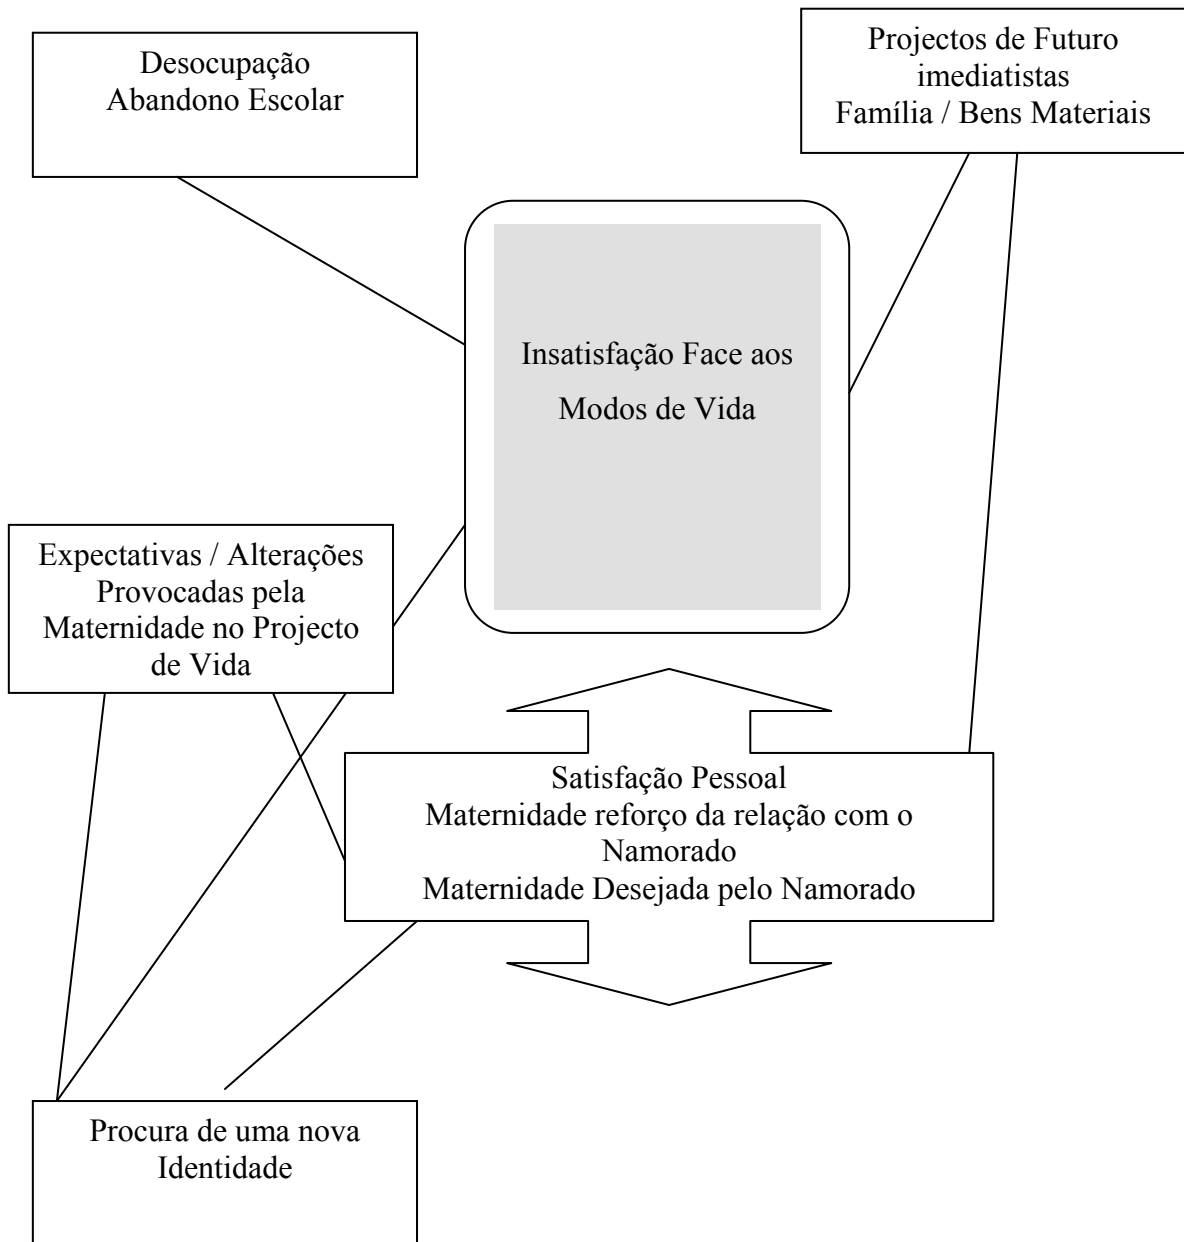 Desocupação
Abandono Escolar
Projectos de Futuro
imediatistas
Família / Bens Materiais
Insatisfação Face aos
Modos de Vida
Expectativas / Alterações
Provocadas pela
Maternidade no Projecto
de Vida
Satisfação Pessoal
Maternidade reforço da relação com o
Namorado
Maternidade Desejada pelo Namorado
Procura de uma nova
Identidade